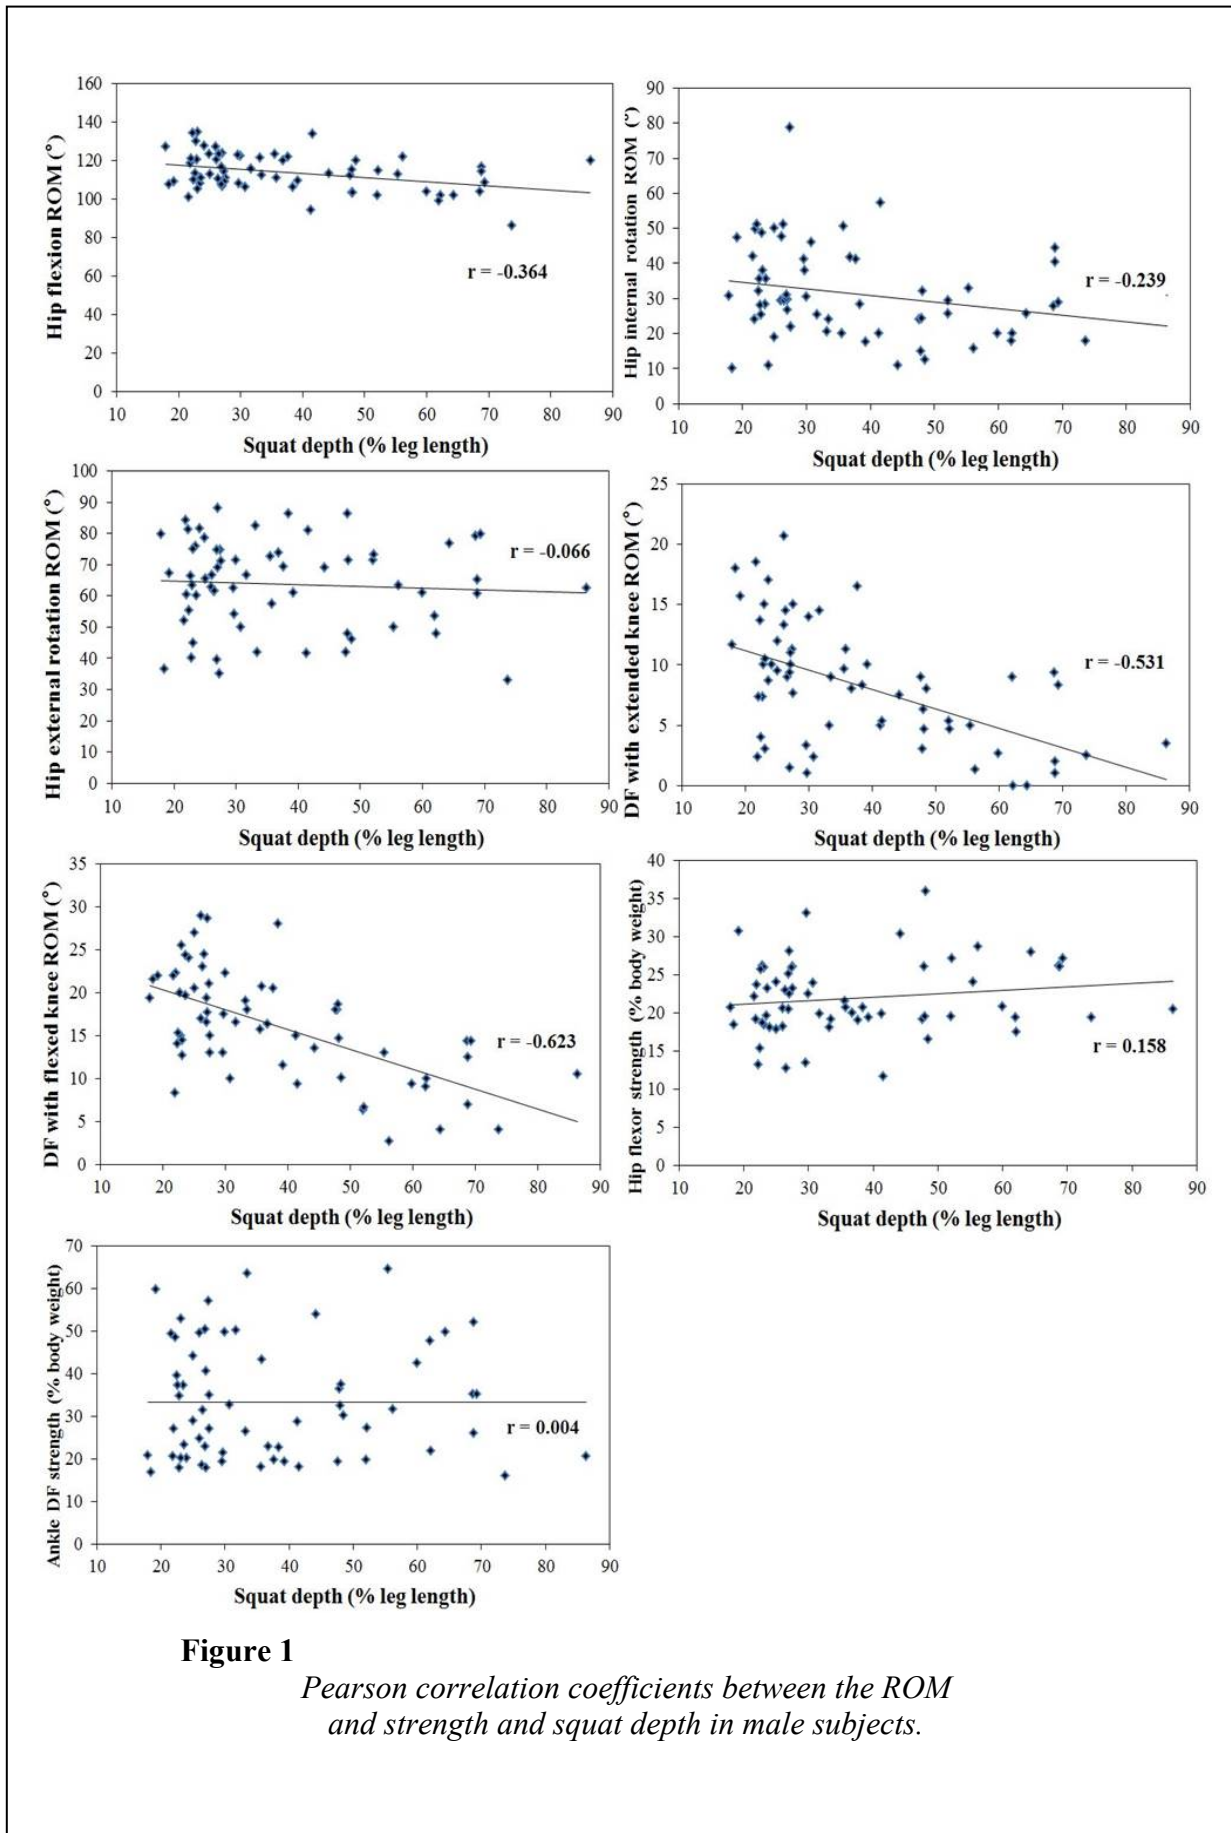 Hip flexion ROM (°)
160
140
120
100
80
60
40
20
0
r = -0.364
10 20 30 40 50 60 70 80 90
Squat depth (% leg length)
Hip internal rotation ROM (°)
90
80
70
60
50
40
30
20
10
0
r = -0.239
10 20 30 40 50 60 70 80 90
Squat depth (% leg length)
Hip external rotation ROM (°)
100
90
80
70
60
50
40
30
20
10
0
r = -0.066
10 20 30 40 50 60 70 80 90
Squat depth (% leg length)
DF with extended knee ROM (°)
25
20
15
10
5
0
r = -0.531
10 20 30 40 50 60 70 80 90
Squat depth (% leg length)
DF with flexed knee ROM (°)
35
30
25
20
15
10
5
0
r = -0.623
10 20 30 40 50 60 70 80 90
Squat depth (% leg length)
Hip flexor strength (% body weight)
40
35
30
25
20
15
10
5
0
r = 0.158
10 20 30 40 50 60 70 80 90
Squat depth (% leg length)
Ankle DF strength (% body weight)
70
60
50
40
30
20
10
0
r = 0.004
10 20 30 40 50 60 70 80 90
Squat depth (% leg length)
Figure 1
Pearson correlation coefficients between the ROM
and strength and squat depth in male subjects.